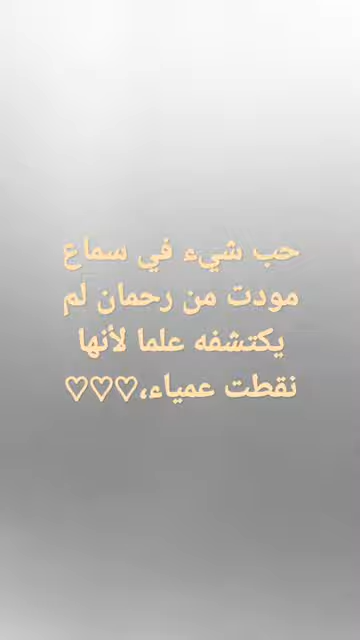 حب شيء في سماع
مودت من رحمان لم
يكتشفه علما لأنها
نقطت عمياء،♡♡♡